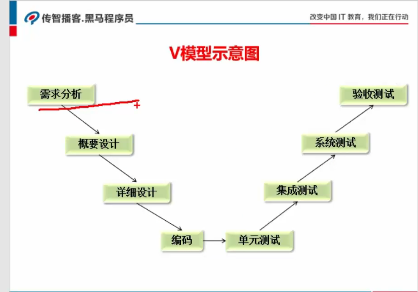 传智播客.黑马程序员
改变中国 IT 教育，我们正在行动
V模型示意图
需求分析
验收测试
概要设计
系统测试
详细设计
集成测试
编码
单元测试